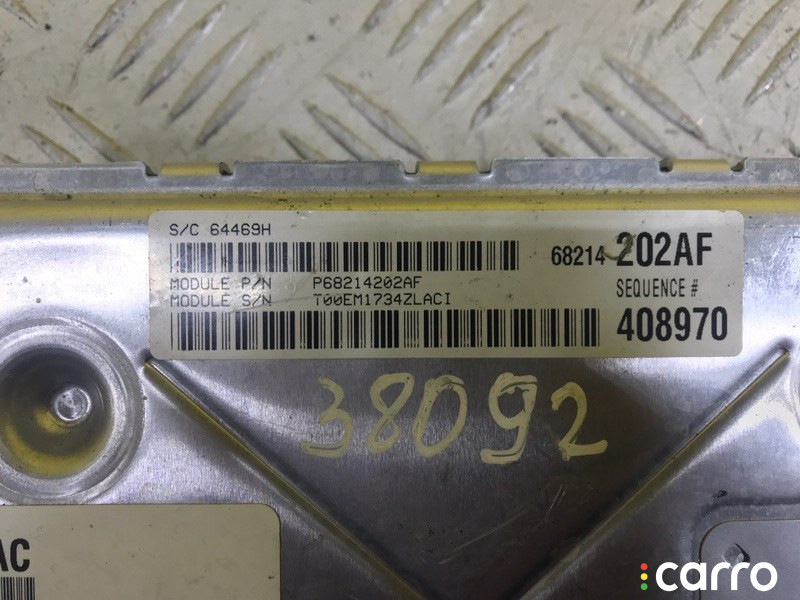 S/C 64469H
68214 202AF
MODULE P/N P68214202AF
MODULE S/N T00EM1734ZLACI
SEQUENCE #
408970
38092
AC
carro